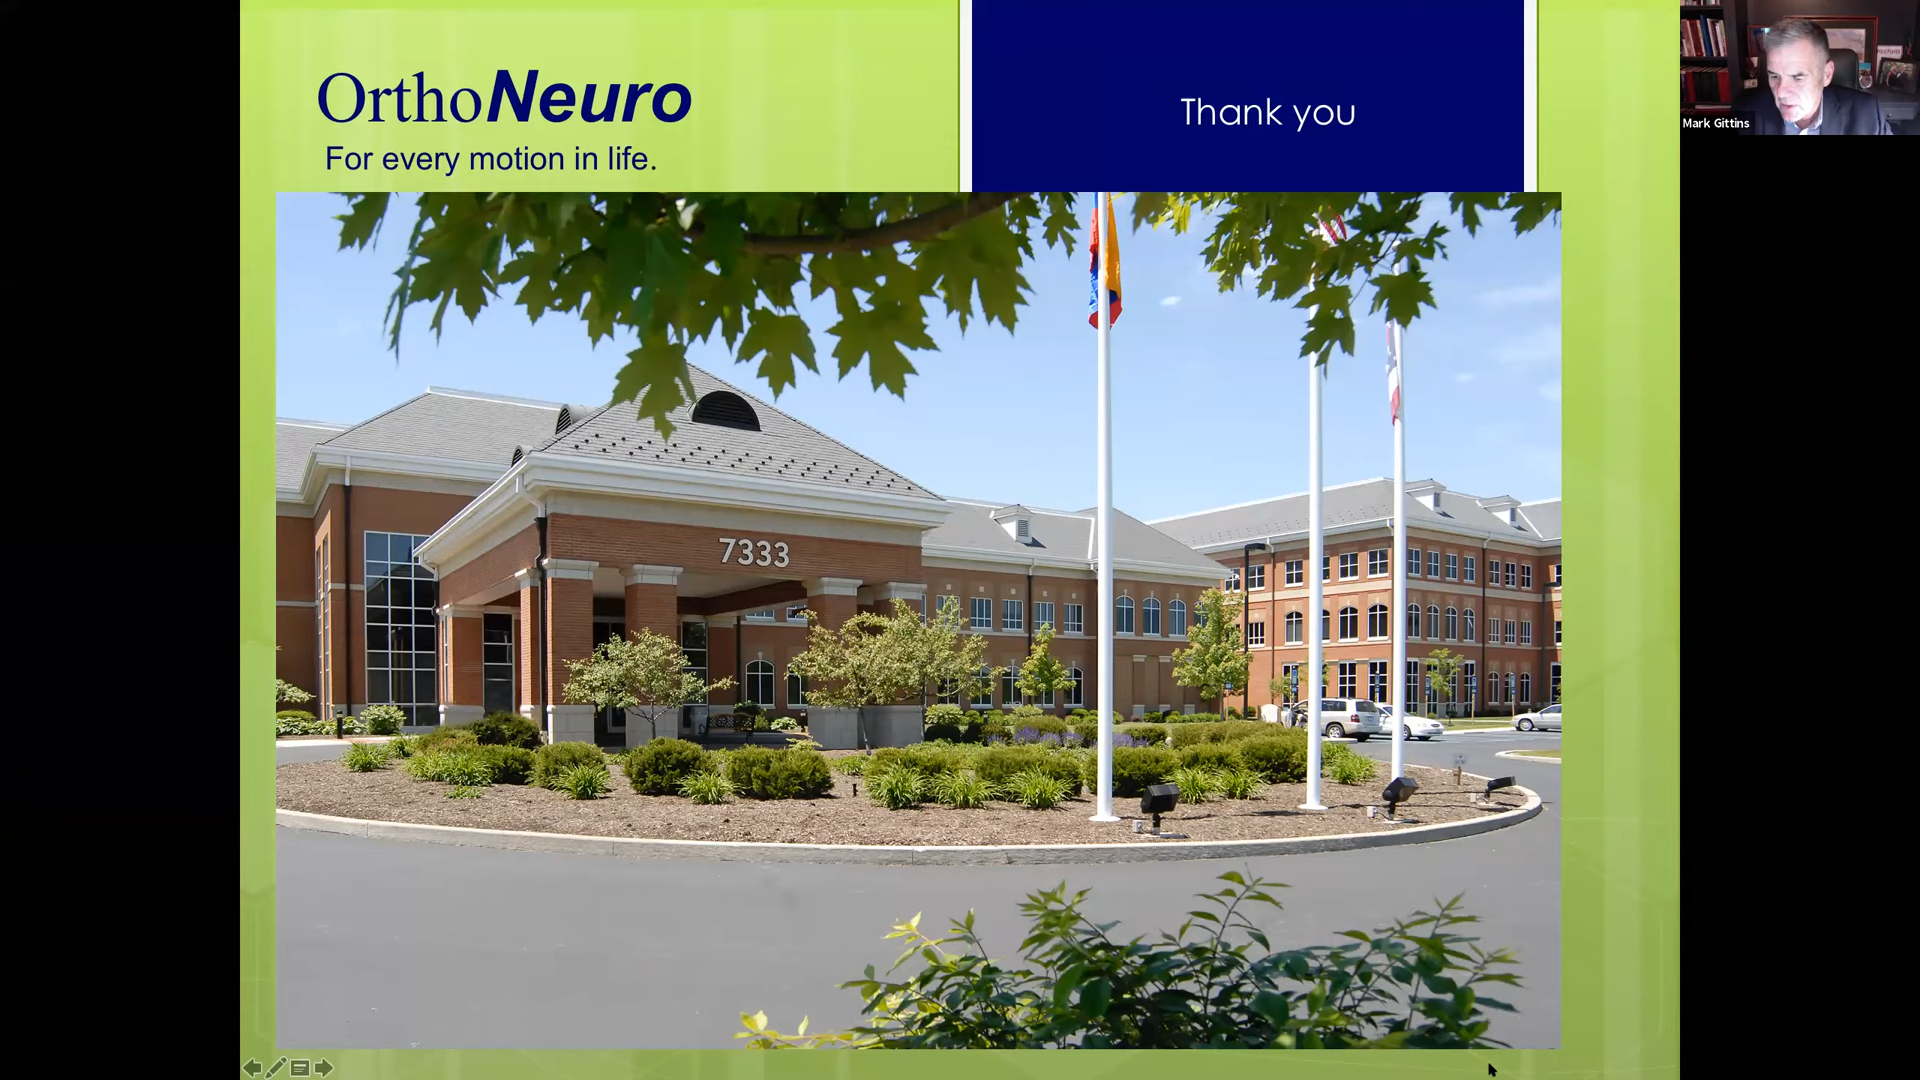 OrthoNeuro
For every motion in life.
Thank you
Mark Gittins
7333